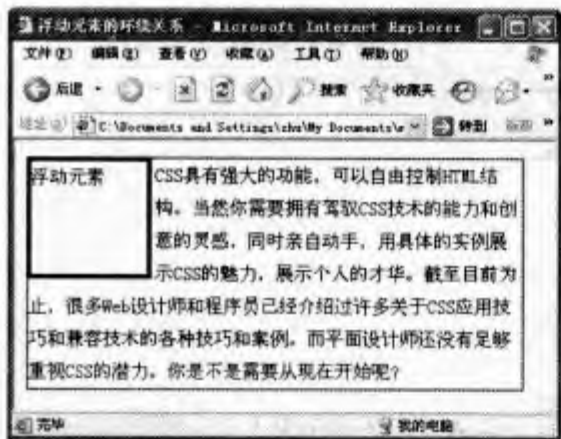 浮动元素的环绕关系 - Microsoft Internet Explorer
文件(F) 编辑(E) 查看(V) 收藏(A) 工具(T) 帮助(H)
后退 搜索 收藏夹
地址(D) C:\Documents and Settings\zhu\My Documents\ 转到 »
浮动元素
CSS具有强大的功能，可以自由控制HTML结
构。当然你需要拥有驾驭CSS技术的能力和创
意的灵感，同时亲自动手，用具体的实例展
示CSS的魅力，展示个人的才华。截至目前为
止，很多Web设计师和程序员已经介绍过许多关于CSS应用技
巧和兼容技术的各种技巧和案例。而平面设计师还没有足够
重视CSS的潜力。你是不是需要从现在开始呢？
完毕 我的电脑